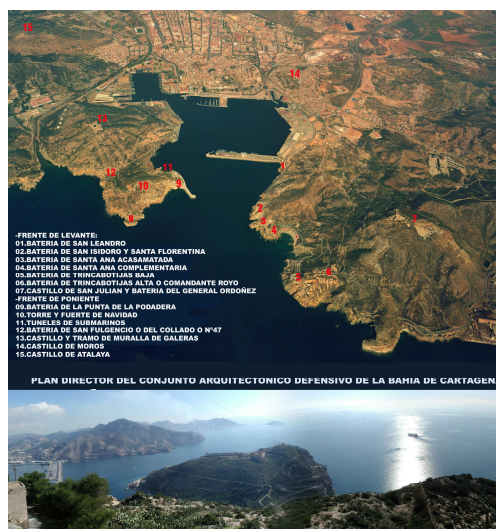 15
14
13
12
11
10
9
8
1
2
3
4
5
6
7
-FRENTE DE LEVANTE:
01.BATERIA DE SAN LEANDRO
02.BATERIA DE SAN ISIDORO Y SANTA FLORENTINA
03.BATERIA DE SANTA ANA ACASAMATADA
04.BATERIA DE SANTA ANA COMPLEMENTARIA
05.BATERIA DE TRINCABOTIJAS BAJA
06.BATERIA DE TRINCABOTIJAS ALTA O COMANDANTE ROYO
07.CASTILLO DE SAN JULIAN Y BATERIA DEL GENERAL ORDOÑEZ
-FRENTE DE PONIENTE
09.BATERIA DE LA PUNTA DE LA PODADERA
10.TORRE Y FUERTE DE NAVIDAD
11.TUNELES DE SUBMARINOS
12.BATERIA DE SAN FULGENCIO O DEL COLLADO O Nº47
13.CASTILLO Y TRAMO DE MURALLA DE GALERAS
14.CASTILLO DE MOROS
15.CASTILLO DE ATALAYA
PLAN DIRECTOR DEL CONJUNTO ARQUITECTONICO DEFENSIVO DE LA BAHIA DE CARTAGENA